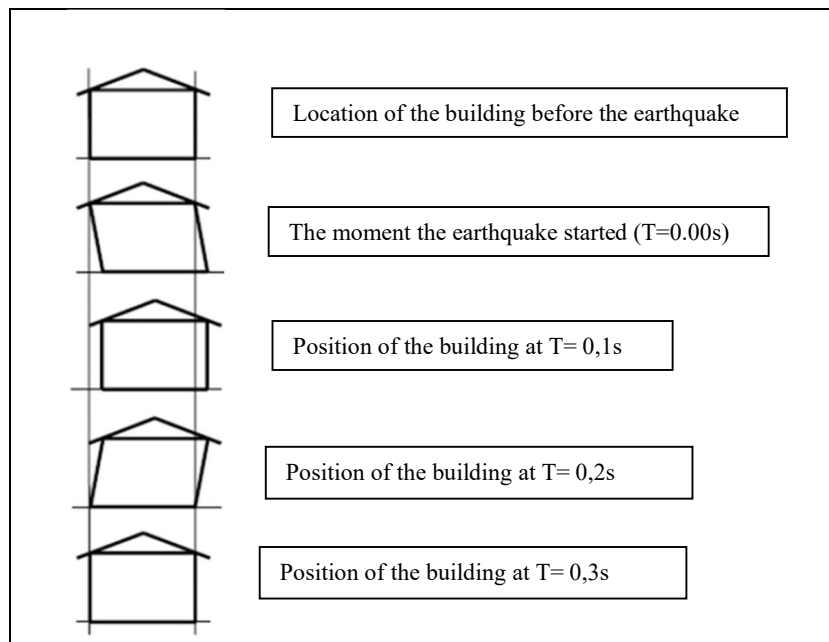 Location of the building before the earthquake
The moment the earthquake started (T=0.00s)
Position of the building at T= 0,1s
Position of the building at T= 0,2s
Position of the building at T= 0,3s